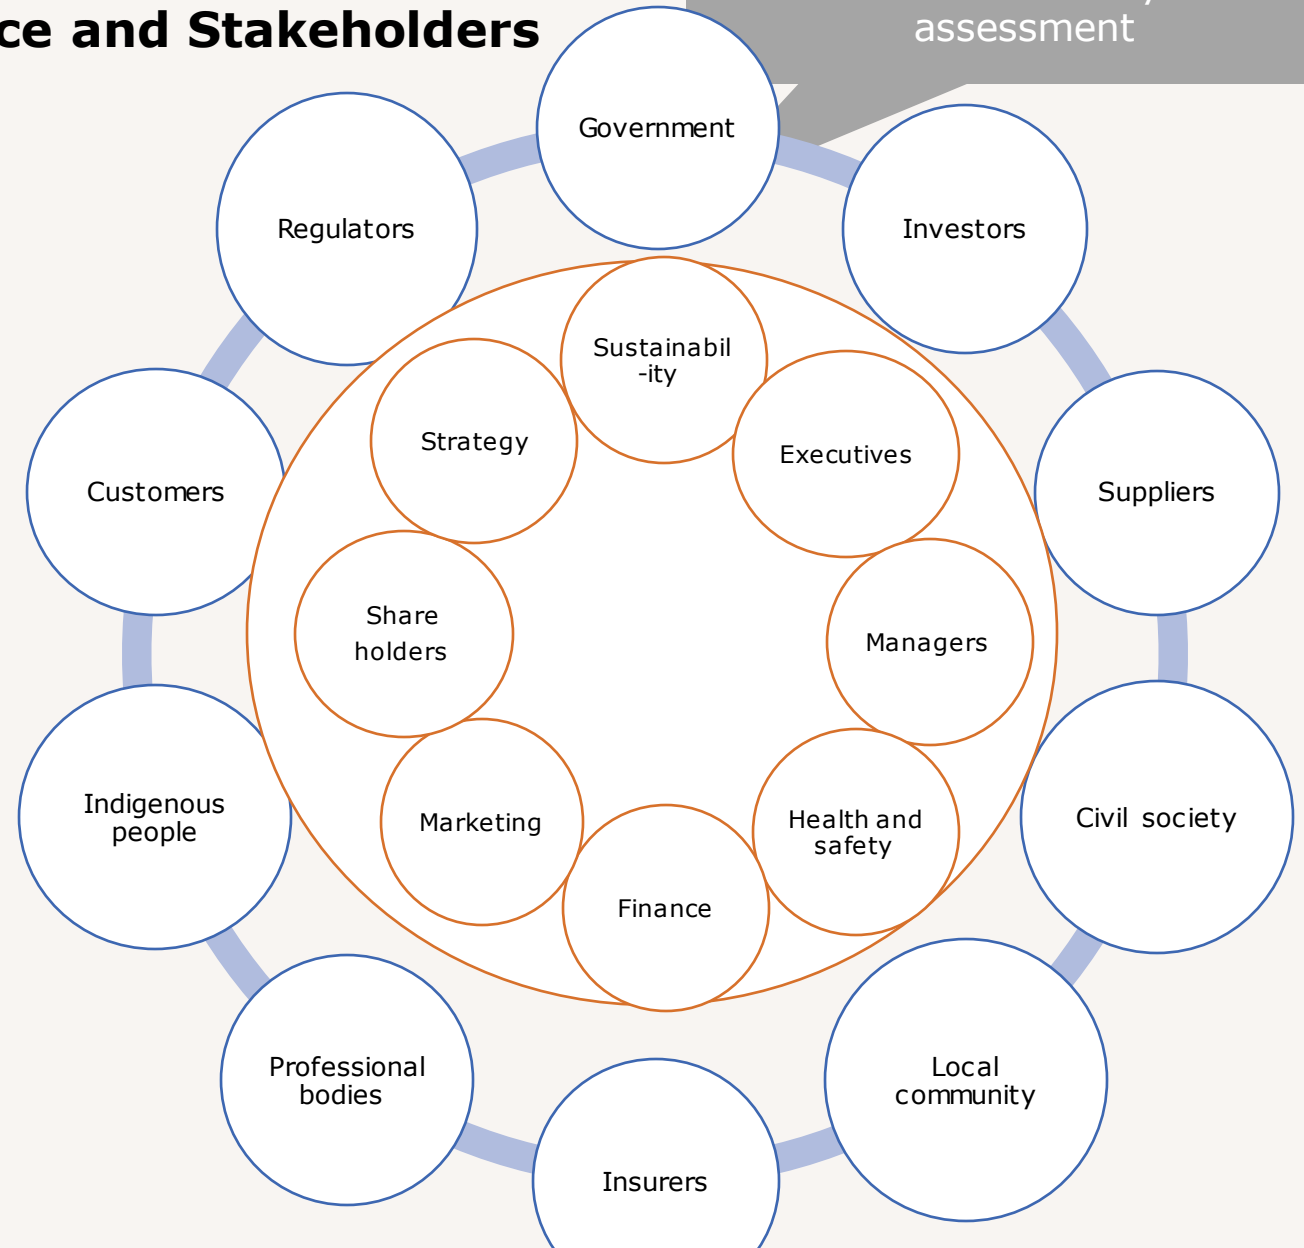 ce and Stakeholders
assessment
Government
Regulators
Investors
Sustainabil
-ity
Strategy
Executives
Customers
Suppliers
Share
holders
Managers
Indigenous
people
Marketing
Health and
safety
Civil society
Finance
Professional
bodies
Local
community
Insurers